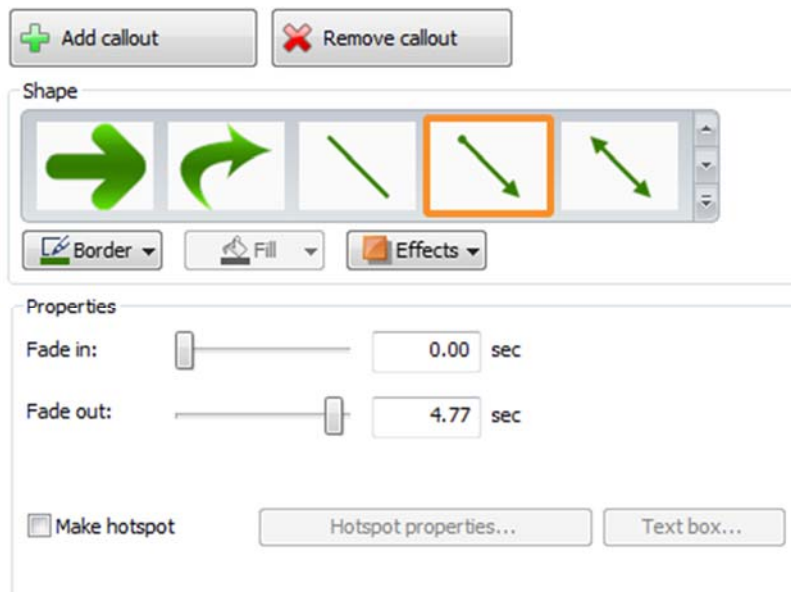 Add callout Remove callout
Shape
Border Fill Effects
Properties
Fade in: 0.00 sec
Fade out: 4.77 sec
Make hotspot Hotspot properties... Text box...